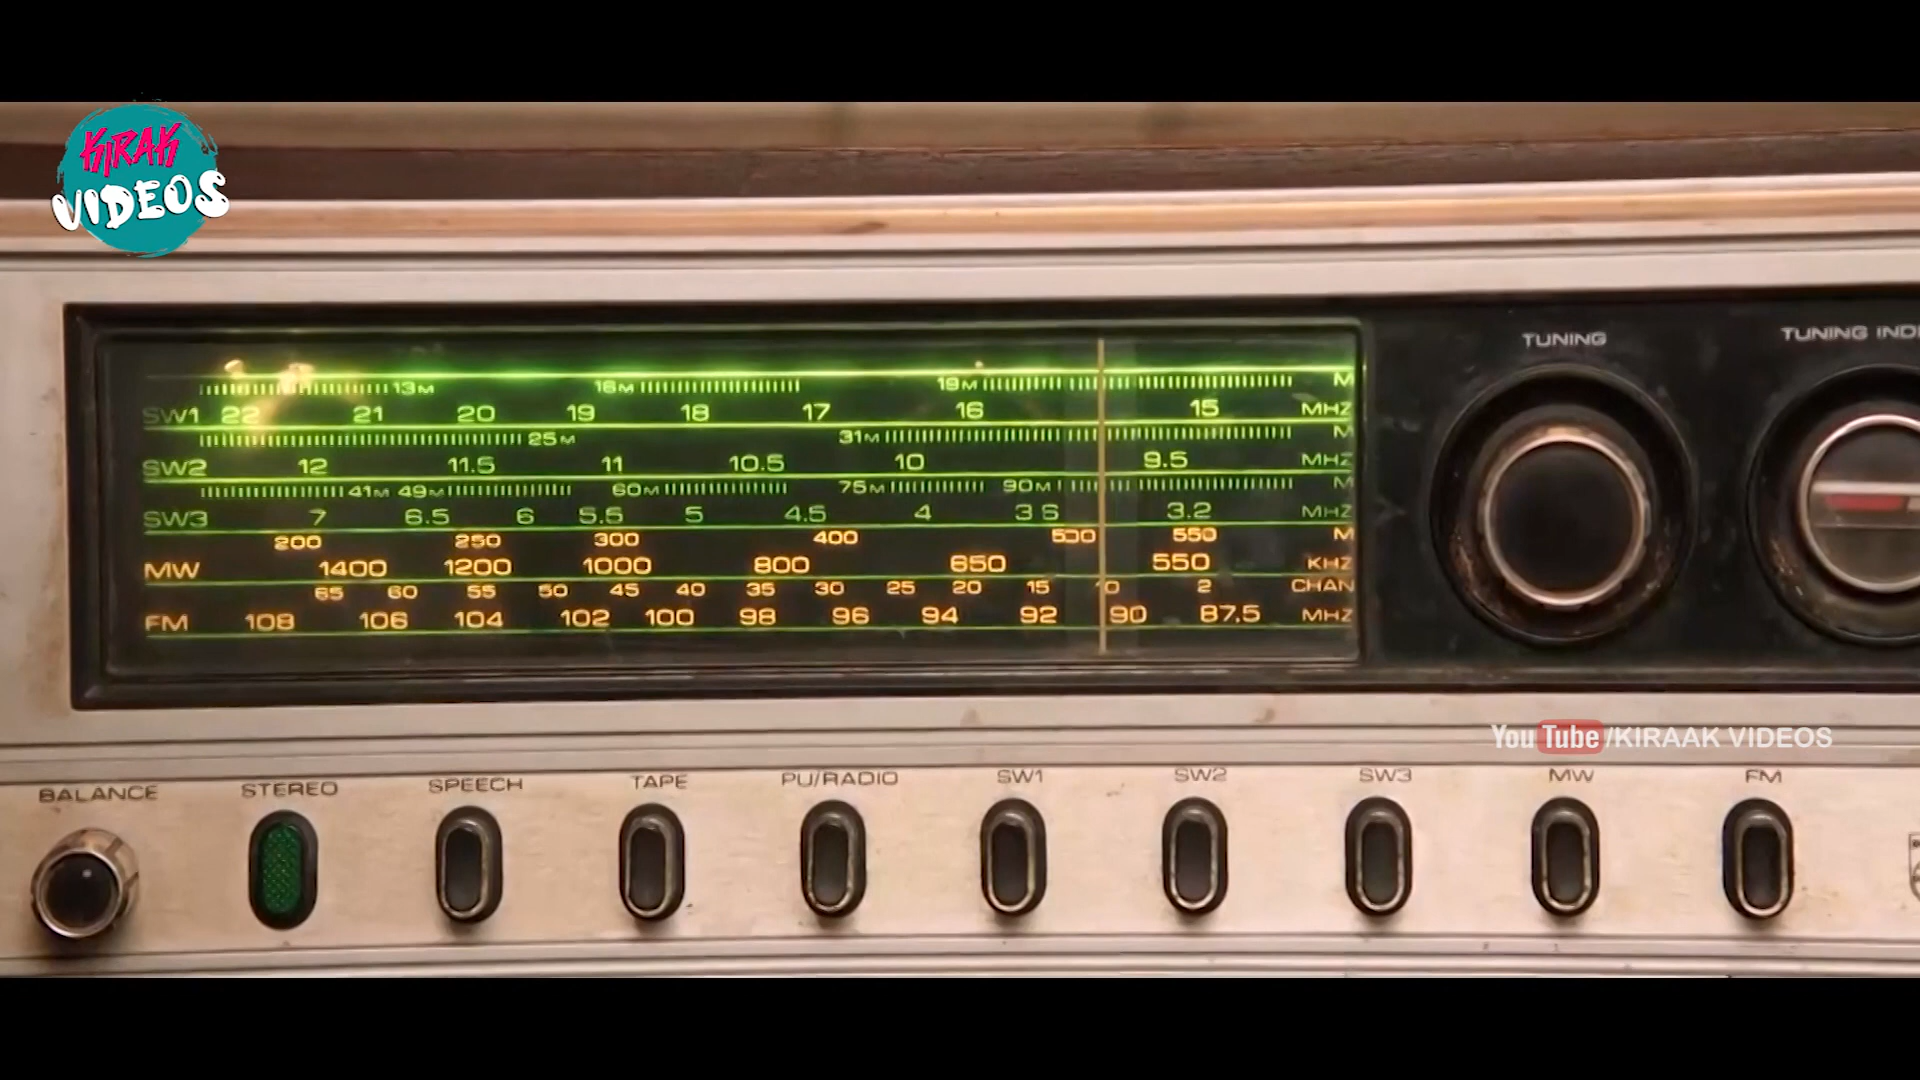 KIRAK
VIDEOS
TUNING
13M 16M 19M M
SW1 22 21 20 19 18 17 16 15 MHZ
25M 31M M
SW2 12 11.5 11 10.5 10 9.5 MHZ
41M 49M 60M 75M 90M M
SW3 7 6.5 6 5.5 5 4.5 4 3.6 3.2 MHZ
200 250 300 400 500 550 M
MW 1400 1200 1000 800 650 550 KHZ
65 60 55 50 45 40 35 30 25 20 15 10 2 CHAN
FM 108 106 104 102 100 98 96 94 92 90 87.5 MHZ
YouTube/KIRAAK VIDEOS
BALANCE STEREO SPEECH TAPE PU/RADIO SW1 SW2 SW3 MW FM